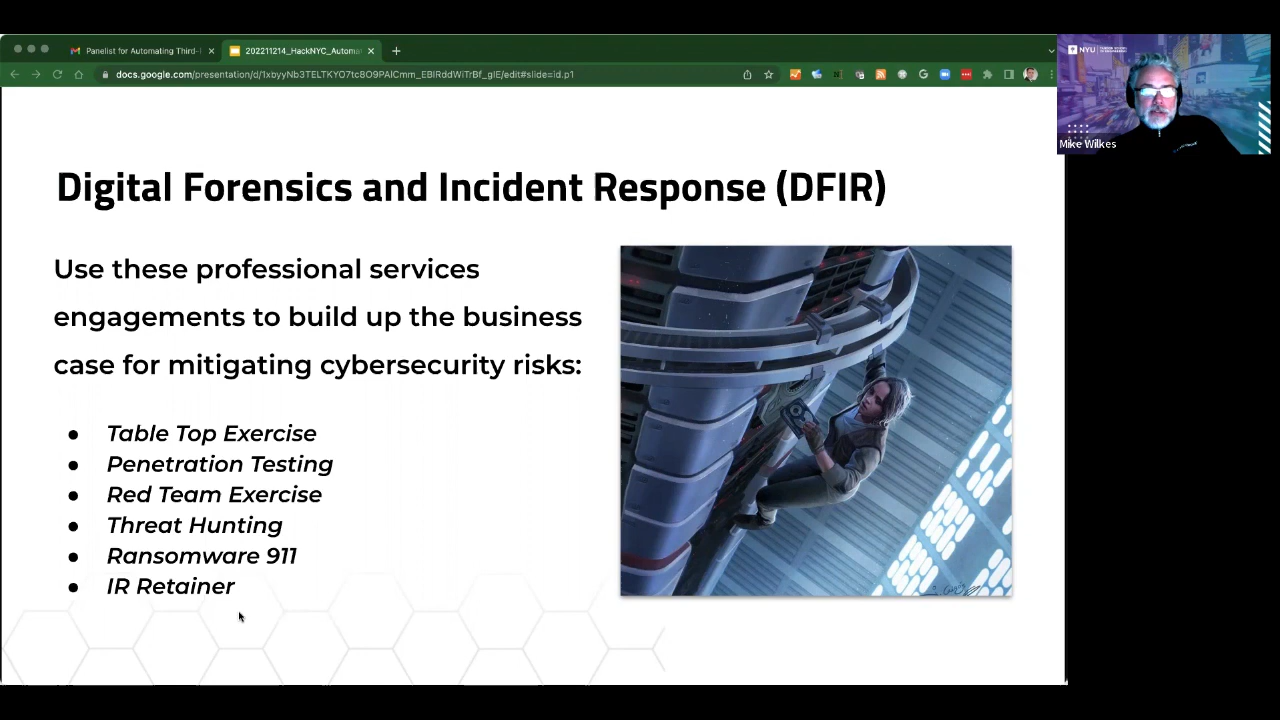 Panelist for Automating Third-
202211214_HackNYC_Automa
docs.google.com/presentation/d/1xbyyNb3TELTKYO7tc8O9PAlCmm_EBlRddWiTrBf_gIE/edit#slide=id.p1
NYU
Mike Wilkes
Digital Forensics and Incident Response (DFIR)
Use these professional services
engagements to build up the business
case for mitigating cybersecurity risks:
● Table Top Exercise
● Penetration Testing
● Red Team Exercise
● Threat Hunting
● Ransomware 911
● IR Retainer